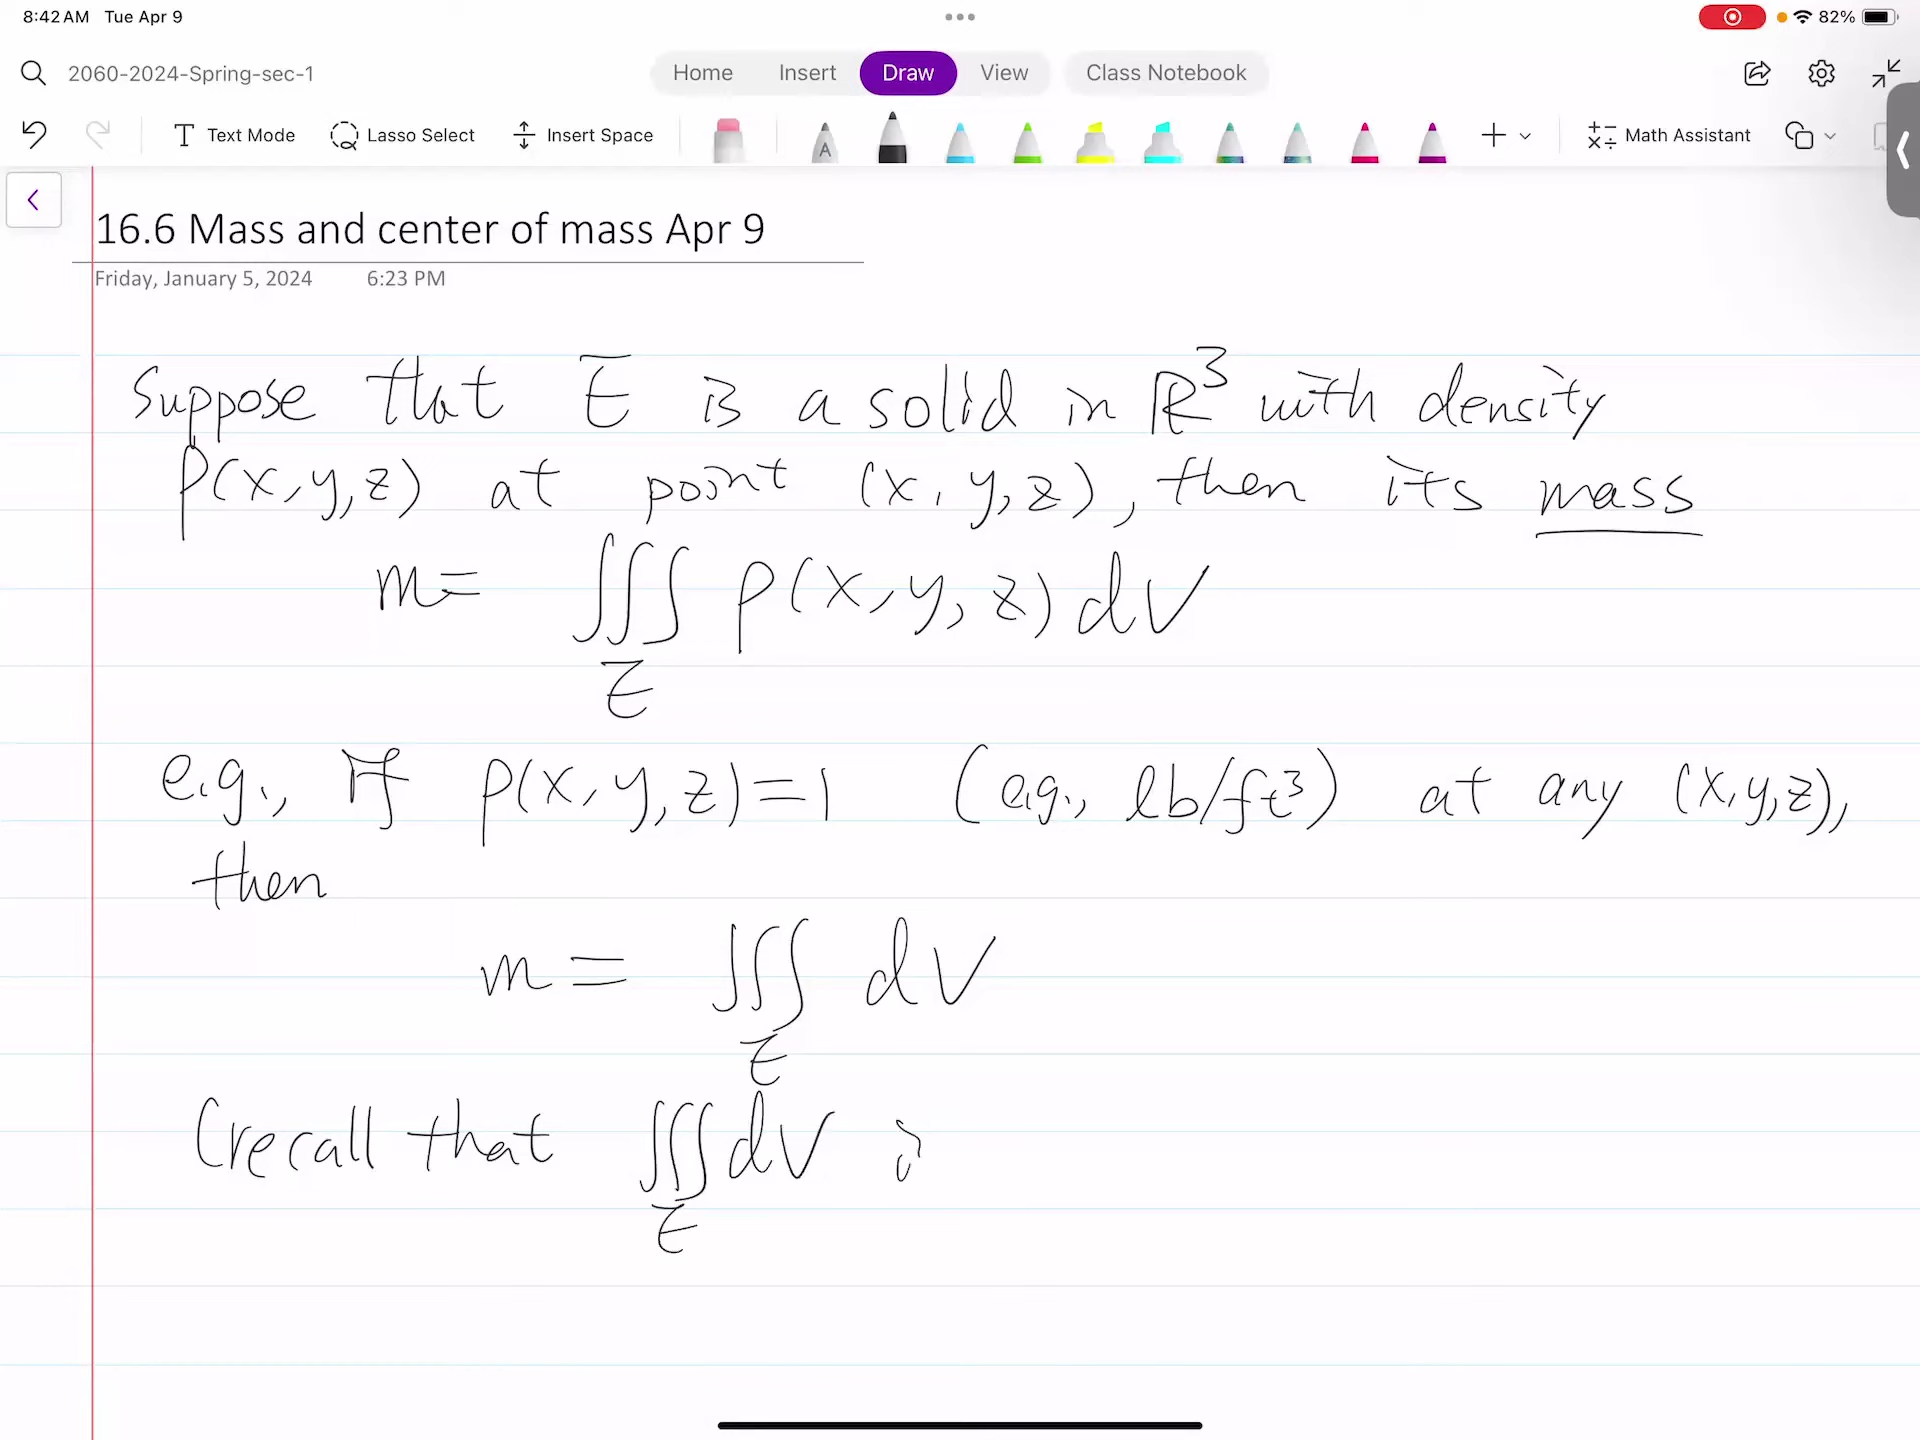 8:42 AM Tue Apr 9
82%
2060-2024-Spring-sec-1
Home Insert Draw View Class Notebook
Text Mode Lasso Select Insert Space A Math Assistant
16.6 Mass and center of mass Apr 9
Friday, January 5, 2024 6:23 PM
Suppose that E is a solid in ℝ³ with density
ρ(x,y,z) at point (x,y,z), then its mass
m = ∭ ρ(x,y,z) dV
E
e.g., if ρ(x,y,z)=1 (e.g., lb/ft³) at any (x,y,z),
then
m = ∭ dV
E
(recall that ∭ dV i
E